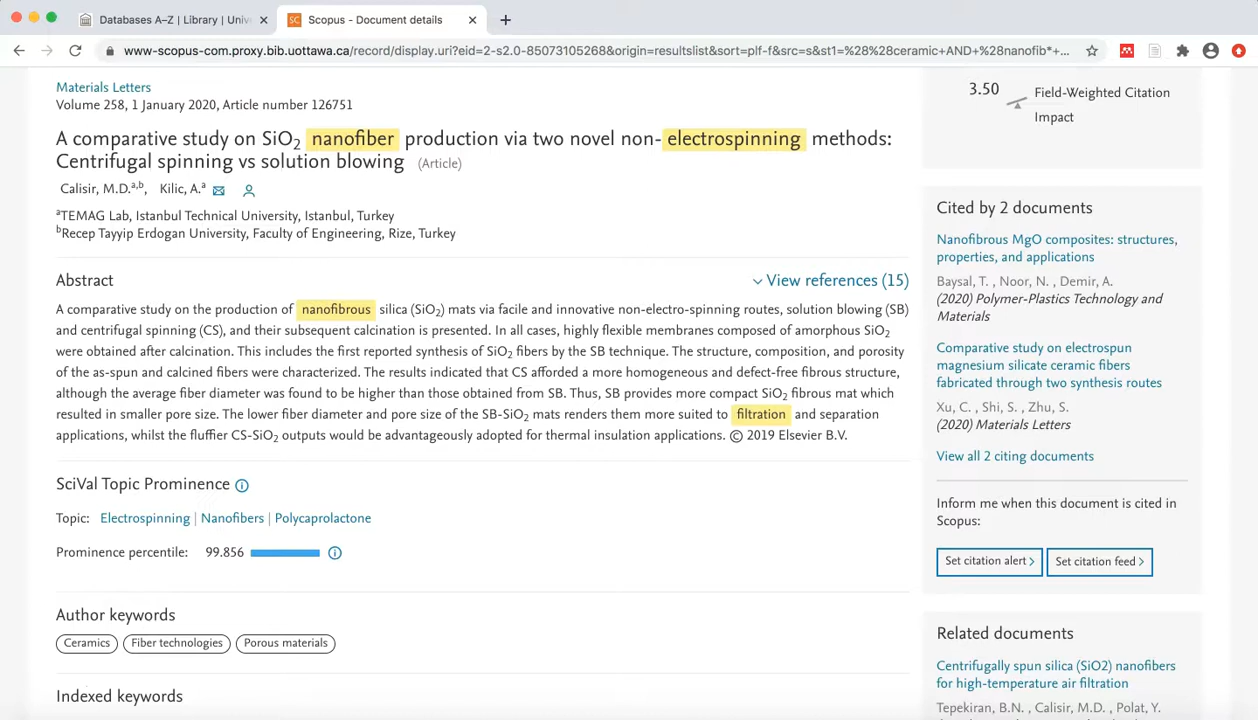 Databases A–Z | Library | Univ
Scopus - Document details
www-scopus-com.proxy.bib.uottawa.ca/record/display.uri?eid=2-s2.0-85073105268&origin=resultslist&sort=plf-f&src=s&st1=%28%28ceramic+AND+%28nanofib*+...
Materials Letters
Volume 258, 1 January 2020, Article number 126751
A comparative study on SiO2 nanofiber production via two novel non-electrospinning methods:
Centrifugal spinning vs solution blowing (Article)
Calisir, M.D.a,b, Kilic, A.a
aTEMAG Lab, Istanbul Technical University, Istanbul, Turkey
bRecep Tayyip Erdogan University, Faculty of Engineering, Rize, Turkey
Abstract
View references (15)
A comparative study on the production of nanofibrous silica (SiO2) mats via facile and innovative non-electro-spinning routes, solution blowing (SB)
and centrifugal spinning (CS), and their subsequent calcination is presented. In all cases, highly flexible membranes composed of amorphous SiO2
were obtained after calcination. This includes the first reported synthesis of SiO2 fibers by the SB technique. The structure, composition, and porosity
of the as-spun and calcined fibers were characterized. The results indicated that CS afforded a more homogeneous and defect-free fibrous structure,
although the average fiber diameter was found to be higher than those obtained from SB. Thus, SB provides more compact SiO2 fibrous mat which
resulted in smaller pore size. The lower fiber diameter and pore size of the SB-SiO2 mats renders them more suited to filtration and separation
applications, whilst the fluffier CS-SiO2 outputs would be advantageously adopted for thermal insulation applications. © 2019 Elsevier B.V.
SciVal Topic Prominence
Topic: Electrospinning | Nanofibers | Polycaprolactone
Prominence percentile: 99.856
Author keywords
Ceramics Fiber technologies Porous materials
Indexed keywords
3.50 Field-Weighted Citation
Impact
Cited by 2 documents
Nanofibrous MgO composites: structures,
properties, and applications
Baysal, T. , Noor, N. , Demir, A.
(2020) Polymer-Plastics Technology and
Materials
Comparative study on electrospun
magnesium silicate ceramic fibers
fabricated through two synthesis routes
Xu, C. , Shi, S. , Zhu, S.
(2020) Materials Letters
View all 2 citing documents
Inform me when this document is cited in
Scopus:
Set citation alert > Set citation feed >
Related documents
Centrifugally spun silica (SiO2) nanofibers
for high-temperature air filtration
Tepekiran, B.N. , Calisir, M.D. , Polat, Y.